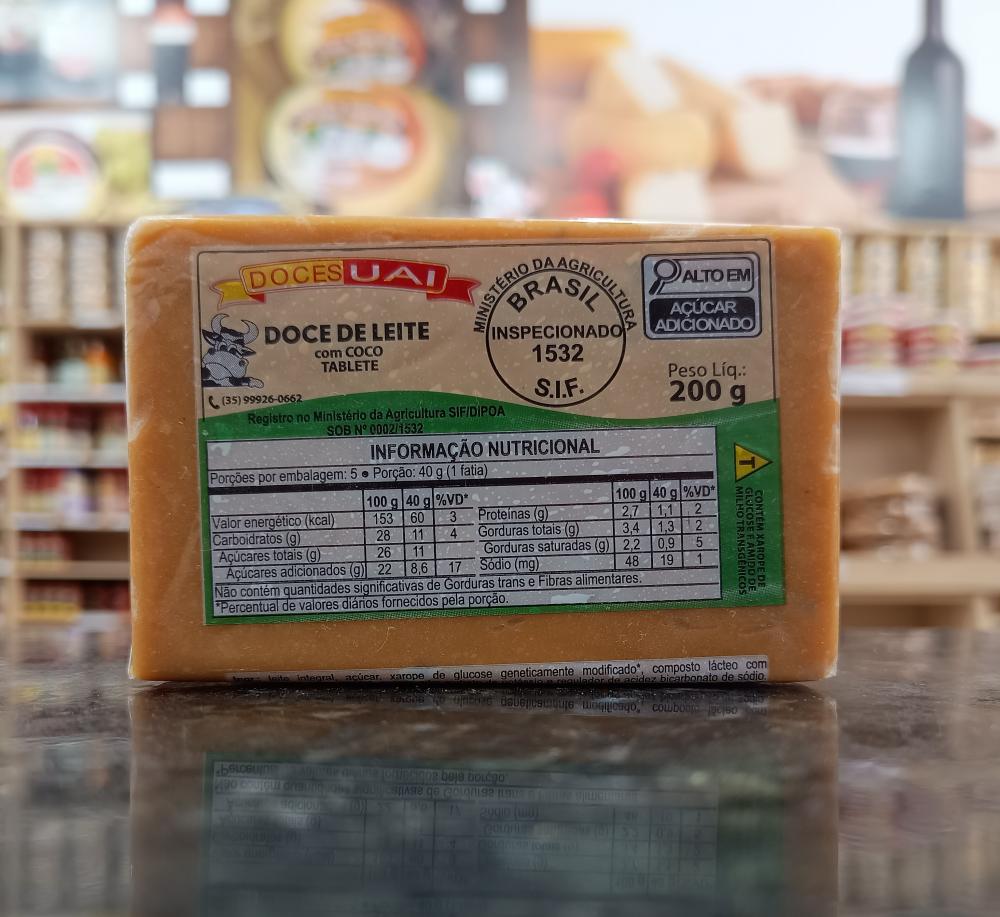 DOCES UAI
DOCE DE LEITE
com COCO
TABLETE
(35) 99926-0662
MINISTÉRIO DA AGRICULTURA
BRASIL
INSPECIONADO
1532
S.I.F.
ALTO EM
AÇÚCAR
ADICIONADO
Peso Líq.:
200 g
Registro no Ministério da Agricultura SIF/DIPOA
SOB Nº 0002/1532
INFORMAÇÃO NUTRICIONAL
Porções por embalagem: 5 • Porção: 40 g (1 fatia)
100 g 40 g %VD*
Valor energético (kcal) 153 60 3
Carboidratos (g) 28 11 4
Açúcares totais (g) 26 11
Açúcares adicionados (g) 22 8,6 17
100 g 40 g %VD*
Proteínas (g) 2,7 1,1 2
Gorduras totais (g) 3,4 1,3 2
Gorduras saturadas (g) 2,2 0,9 5
Sódio (mg) 48 19 1
Não contém quantidades significativas de Gorduras trans e Fibras alimentares.
*Percentual de valores diários fornecidos pela porção.
T
CONTÉM XAROPE DE
GLUCOSE E AMIDO DE
MILHO TRANSGÊNICOS
leite integral, açúcar, xarope de glucose geneticamente modificado*, composto lácteo com
regulador de acidez bicarbonato de sódio.